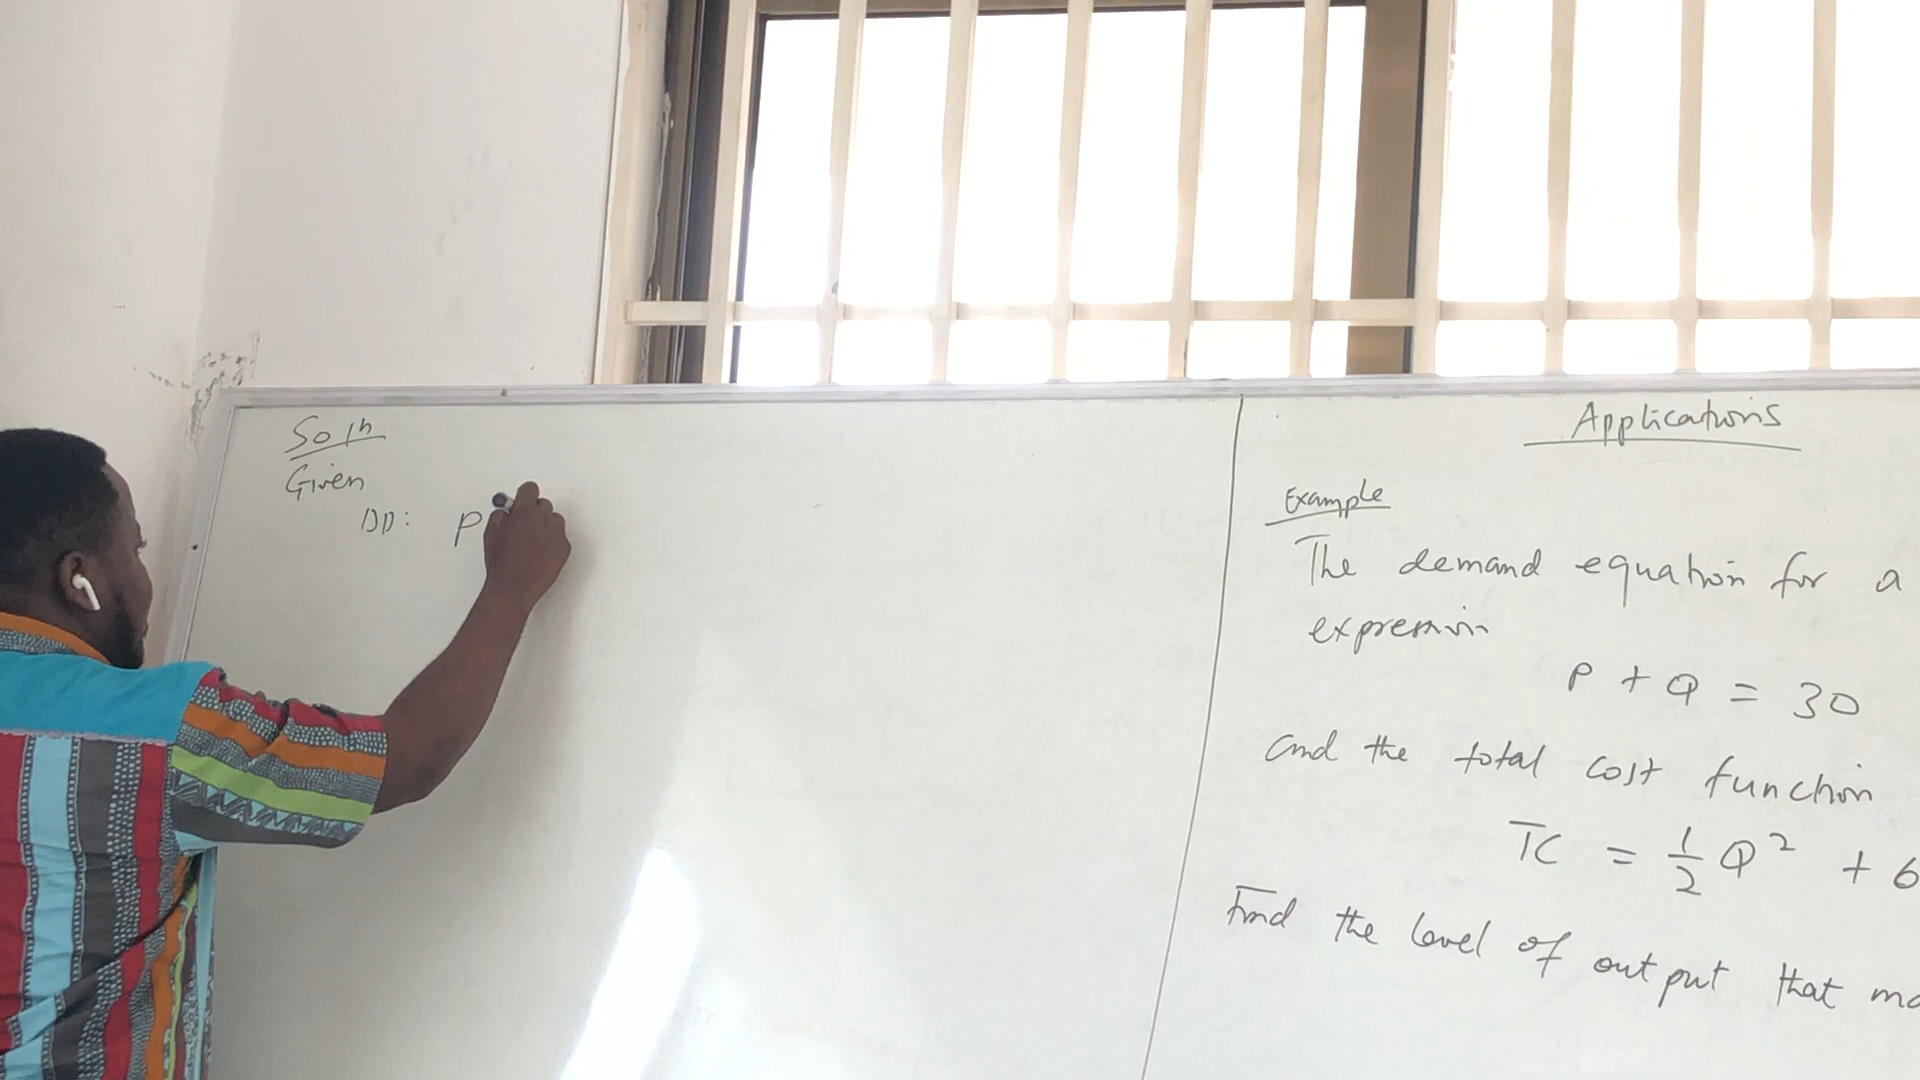 Soln
Given
DD: P
Applications
Example
The demand equation for a
expression
P + Q = 30
and the total cost function
TC = 1/2 Q² + 6
Find the level of output that ma